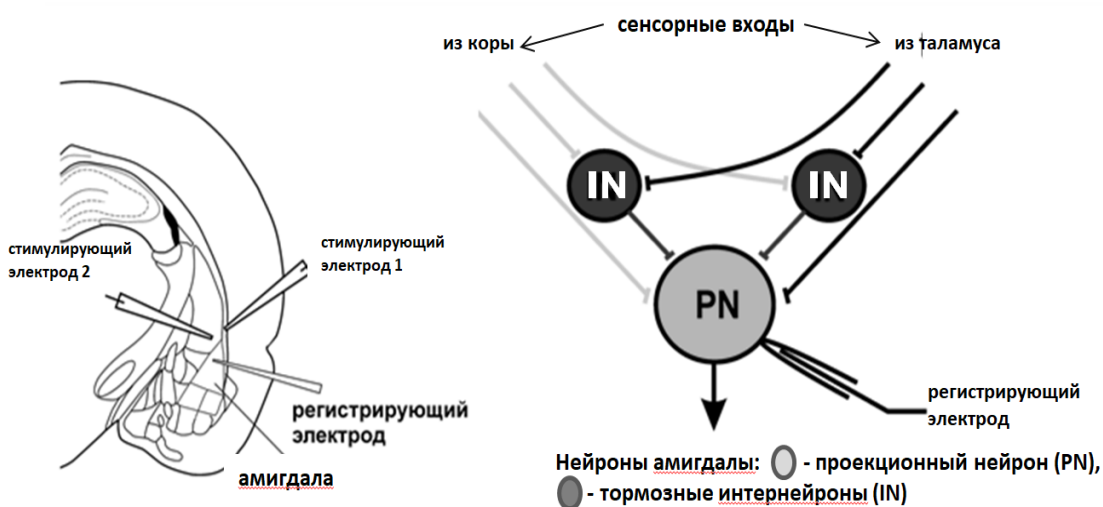 сенсорные входы
из коры
из таламуса
стимулирующий
электрод 2
стимулирующий
электрод 1
IN
IN
PN
регистрирующий
электрод
амигдала
регистрирующий
электрод
Нейроны амигдалы: - проекционный нейрон (PN),
- тормозные интернейроны (IN)